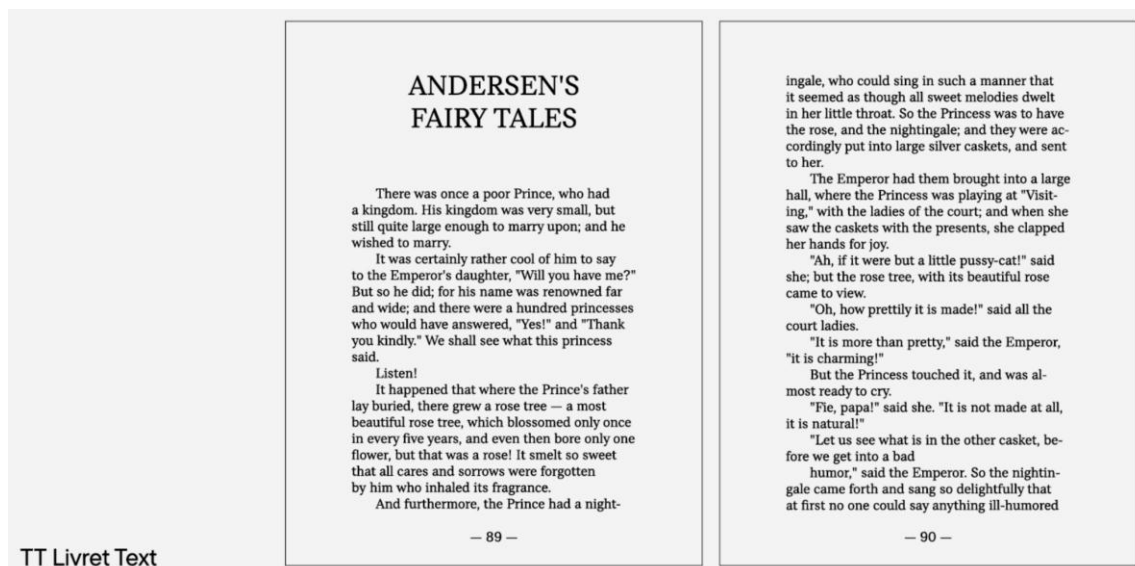 ANDERSEN'S
FAIRY TALES
There was once a poor Prince, who had
a kingdom. His kingdom was very small, but
still quite large enough to marry upon; and he
wished to marry.
It was certainly rather cool of him to say
to the Emperor's daughter, "Will you have me?"
But so he did; for his name was renowned far
and wide; and there were a hundred princesses
who would have answered, "Yes!" and "Thank
you kindly." We shall see what this princess
said.
Listen!
It happened that where the Prince's father
lay buried, there grew a rose tree — a most
beautiful rose tree, which blossomed only once
in every five years, and even then bore only one
flower, but that was a rose! It smelt so sweet
that all cares and sorrows were forgotten
by him who inhaled its fragrance.
And furthermore, the Prince had a night-
— 89 —
ingale, who could sing in such a manner that
it seemed as though all sweet melodies dwelt
in her little throat. So the Princess was to have
the rose, and the nightingale; and they were ac-
cordingly put into large silver caskets, and sent
to her.
The Emperor had them brought into a large
hall, where the Princess was playing at "Visit-
ing," with the ladies of the court; and when she
saw the caskets with the presents, she clapped
her hands for joy.
"Ah, if it were but a little pussy-cat!" said
she; but the rose tree, with its beautiful rose
came to view.
"Oh, how prettily it is made!" said all the
court ladies.
"It is more than pretty," said the Emperor,
"it is charming!"
But the Princess touched it, and was al-
most ready to cry.
"Fie, papa!" said she. "It is not made at all,
it is natural!"
"Let us see what is in the other casket, be-
fore we get into a bad
humor," said the Emperor. So the nightin-
gale came forth and sang so delightfully that
at first no one could say anything ill-humored
— 90 —
TT Livret Text